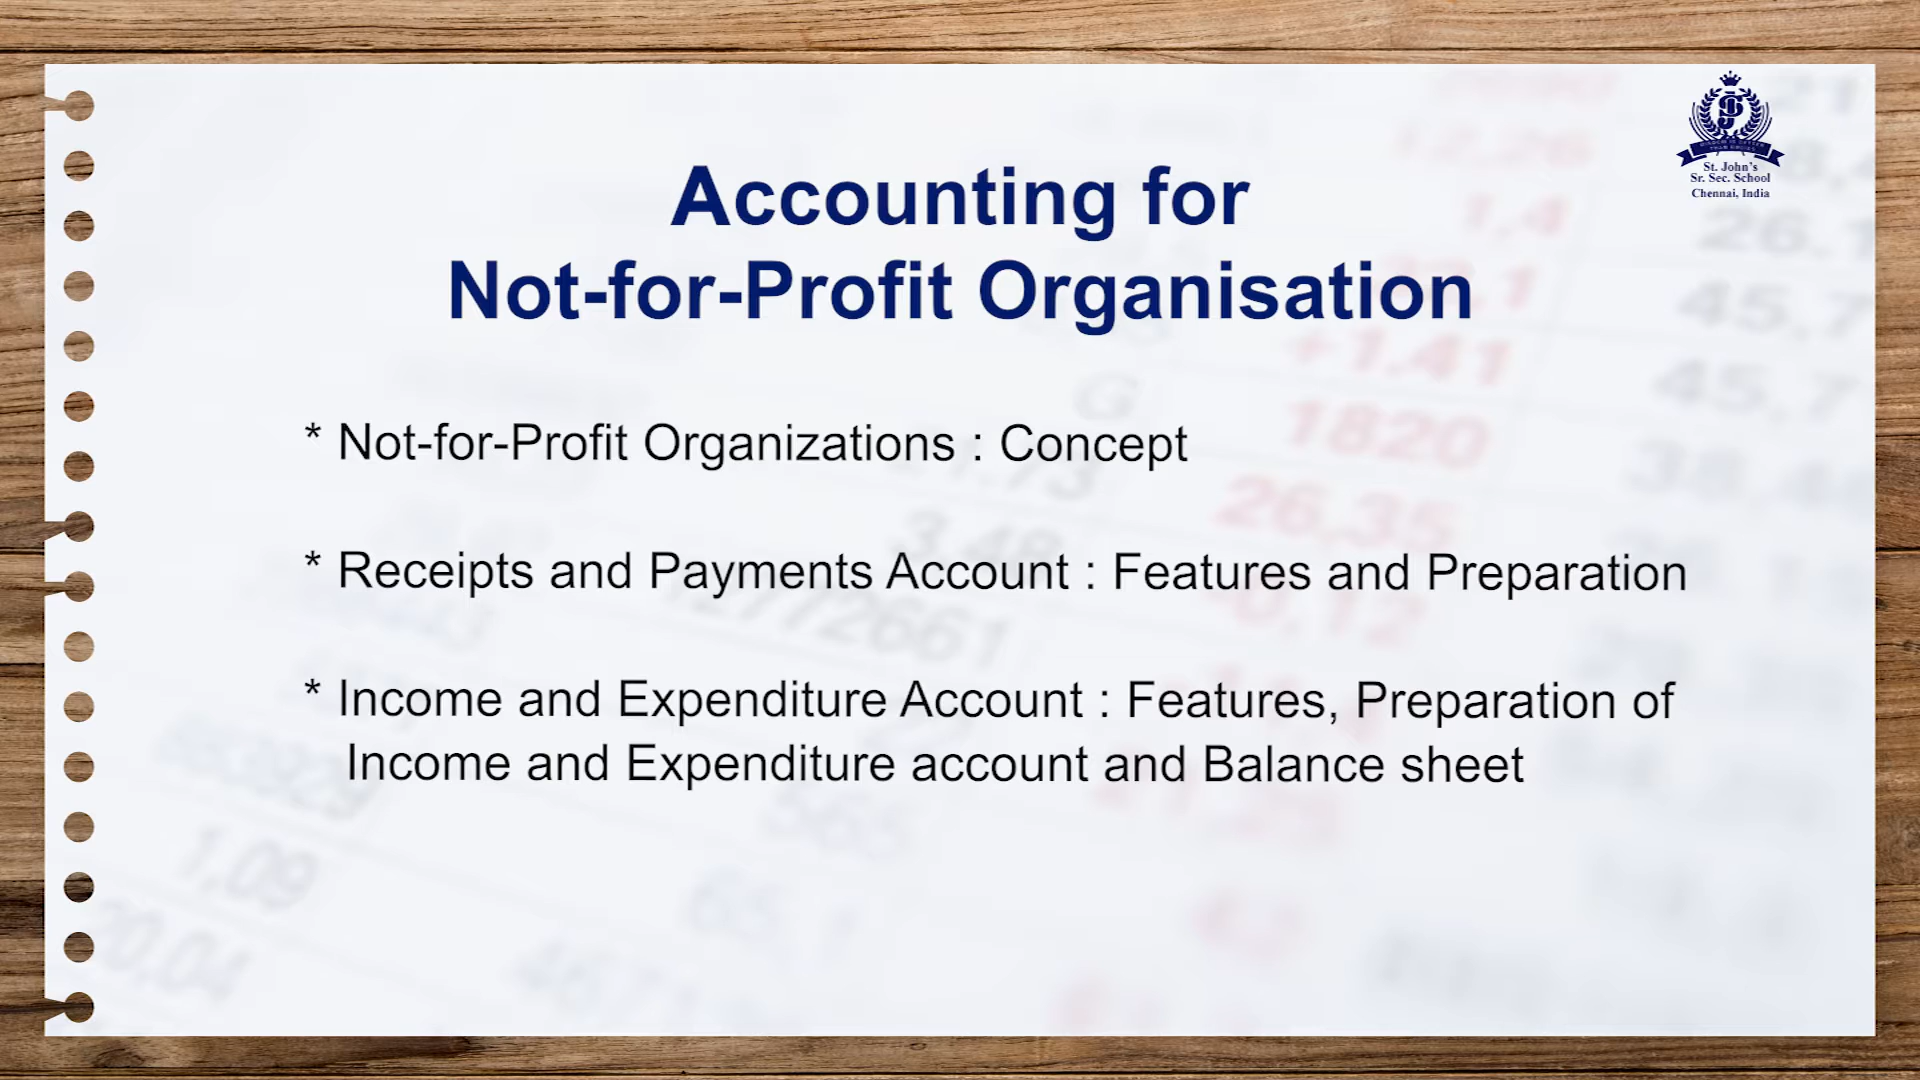 St. John's
Sr. Sec. School
Chennai, India
Accounting for
Not-for-Profit Organisation
* Not-for-Profit Organizations : Concept
* Receipts and Payments Account : Features and Preparation
* Income and Expenditure Account : Features, Preparation of
Income and Expenditure account and Balance sheet